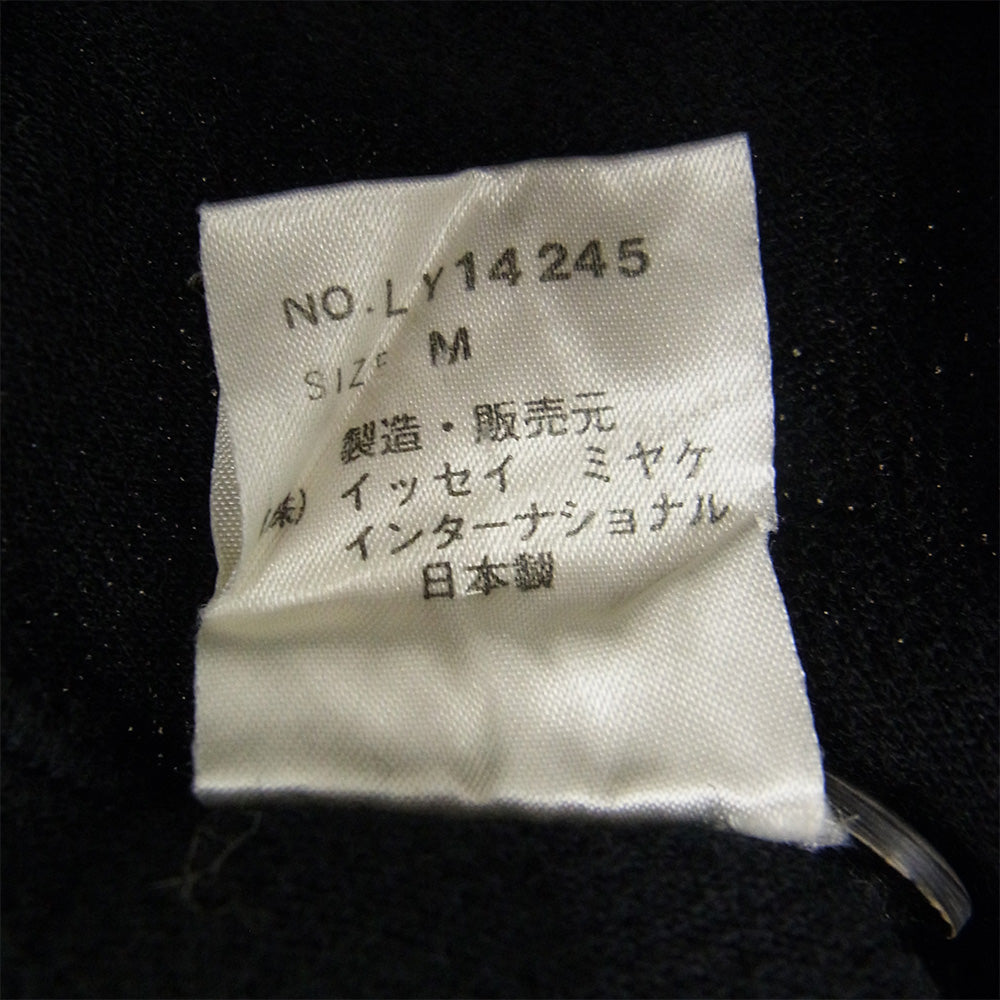 NO.LY14245
SIZE M
製造・販売元
(株) イッセイ ミヤケ
インターナショナル
日本製